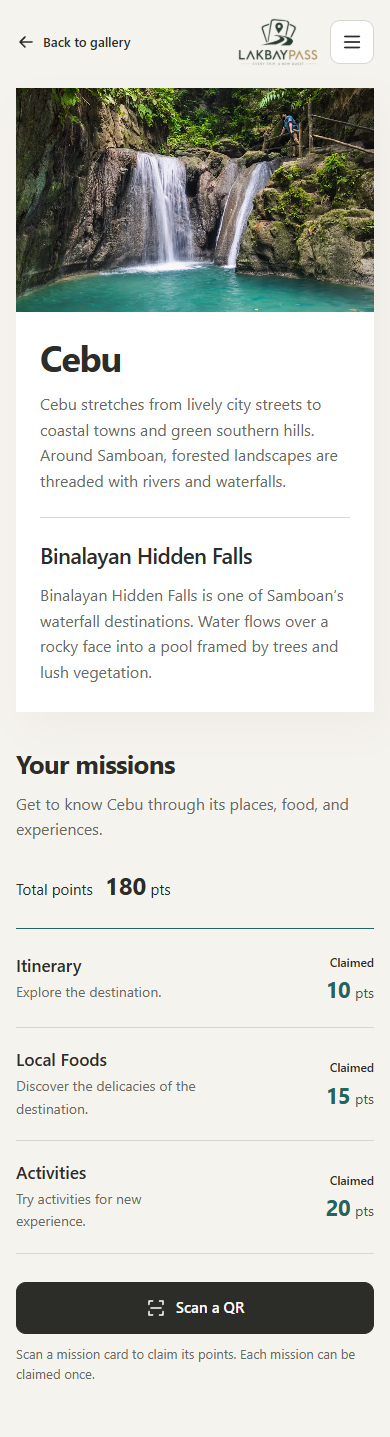 Back to gallery
LAKBAYPASS
Cebu
Cebu stretches from lively city streets to
coastal towns and green southern hills.
Around Samboan, forested landscapes are
threaded with rivers and waterfalls.
Binalayan Hidden Falls
Binalayan Hidden Falls is one of Samboan’s
waterfall destinations. Water flows over a
rocky face into a pool framed by trees and
lush vegetation.
Your missions
Get to know Cebu through its places, food, and
experiences.
Total points 180 pts
Itinerary
Explore the destination.
Claimed
10 pts
Local Foods
Discover the delicacies of the
destination.
Claimed
15 pts
Activities
Try activities for new
experience.
Claimed
20 pts
Scan a QR
Scan a mission card to claim its points. Each mission can be
claimed once.